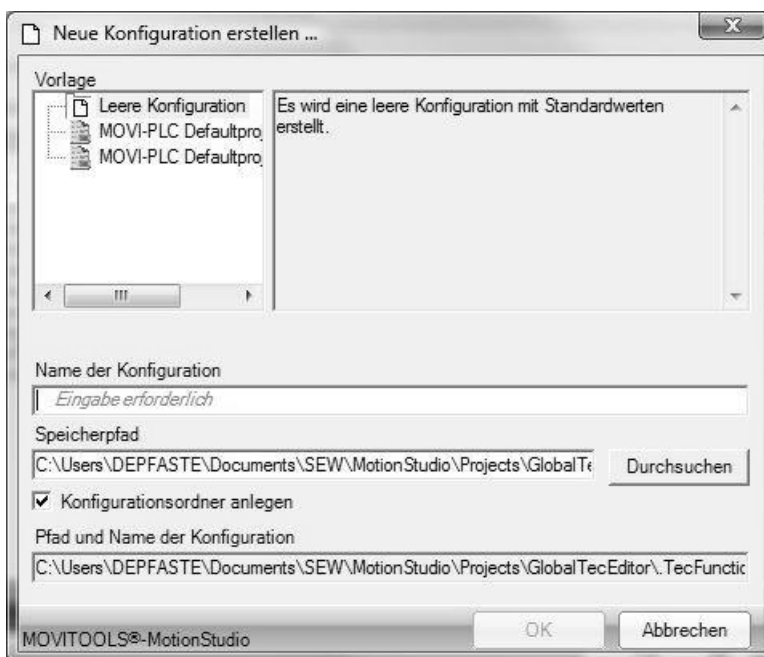 Neue Konfiguration erstellen ...
Vorlage
Leere Konfiguration
MOVI-PLC Defaultproj
MOVI-PLC Defaultproj
Es wird eine leere Konfiguration mit Standardwerten
erstellt.
Name der Konfiguration
Eingabe erforderlich
Speicherpfad
C:\Users\DEPFASTE\Documents\SEW\MotionStudio\Projects\GlobalTe
Durchsuchen
Konfigurationsordner anlegen
Pfad und Name der Konfiguration
C:\Users\DEPFASTE\Documents\SEW\MotionStudio\Projects\GlobalTecEditor\.TecFunctic
MOVITOOLS®-MotionStudio
OK
Abbrechen